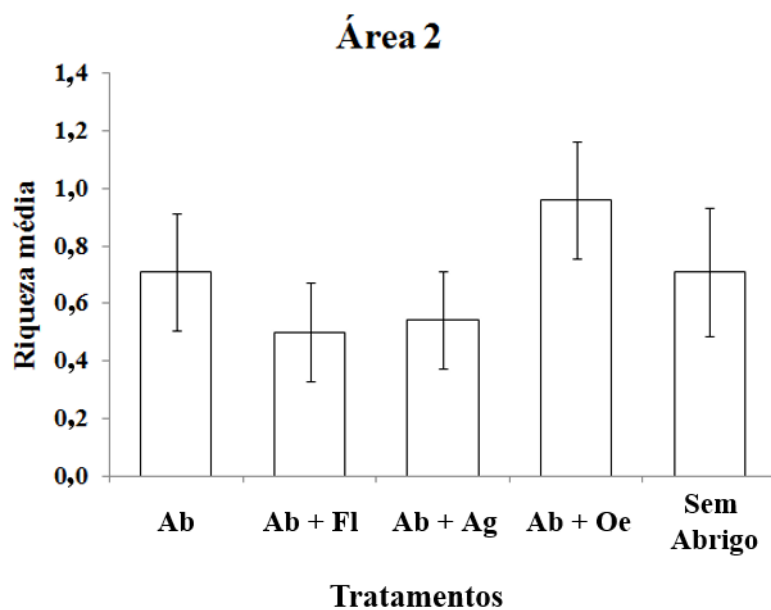 Área 2
Riqueza média
1,4
1,2
1,0
0,8
0,6
0,4
0,2
0,0
Ab
Ab + Fl
Ab + Ag
Ab + Oe
Sem
Abrigo
Tratamentos